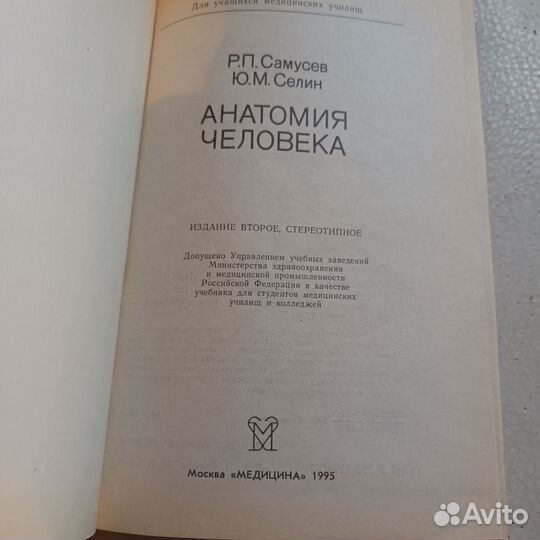 Для учащихся медицинских училищ
Р.П. Самусев
Ю.М. Селин
АНАТОМИЯ
ЧЕЛОВЕКА
ИЗДАНИЕ ВТОРОЕ, СТЕРЕОТИПНОЕ
Допущено Управлением учебных заведений
Министерства здравоохранения
и медицинской промышленности
Российской Федерации в качестве
учебника для студентов медицинских
училищ и колледжей
М
Москва «МЕДИЦИНА» 1995
Avito